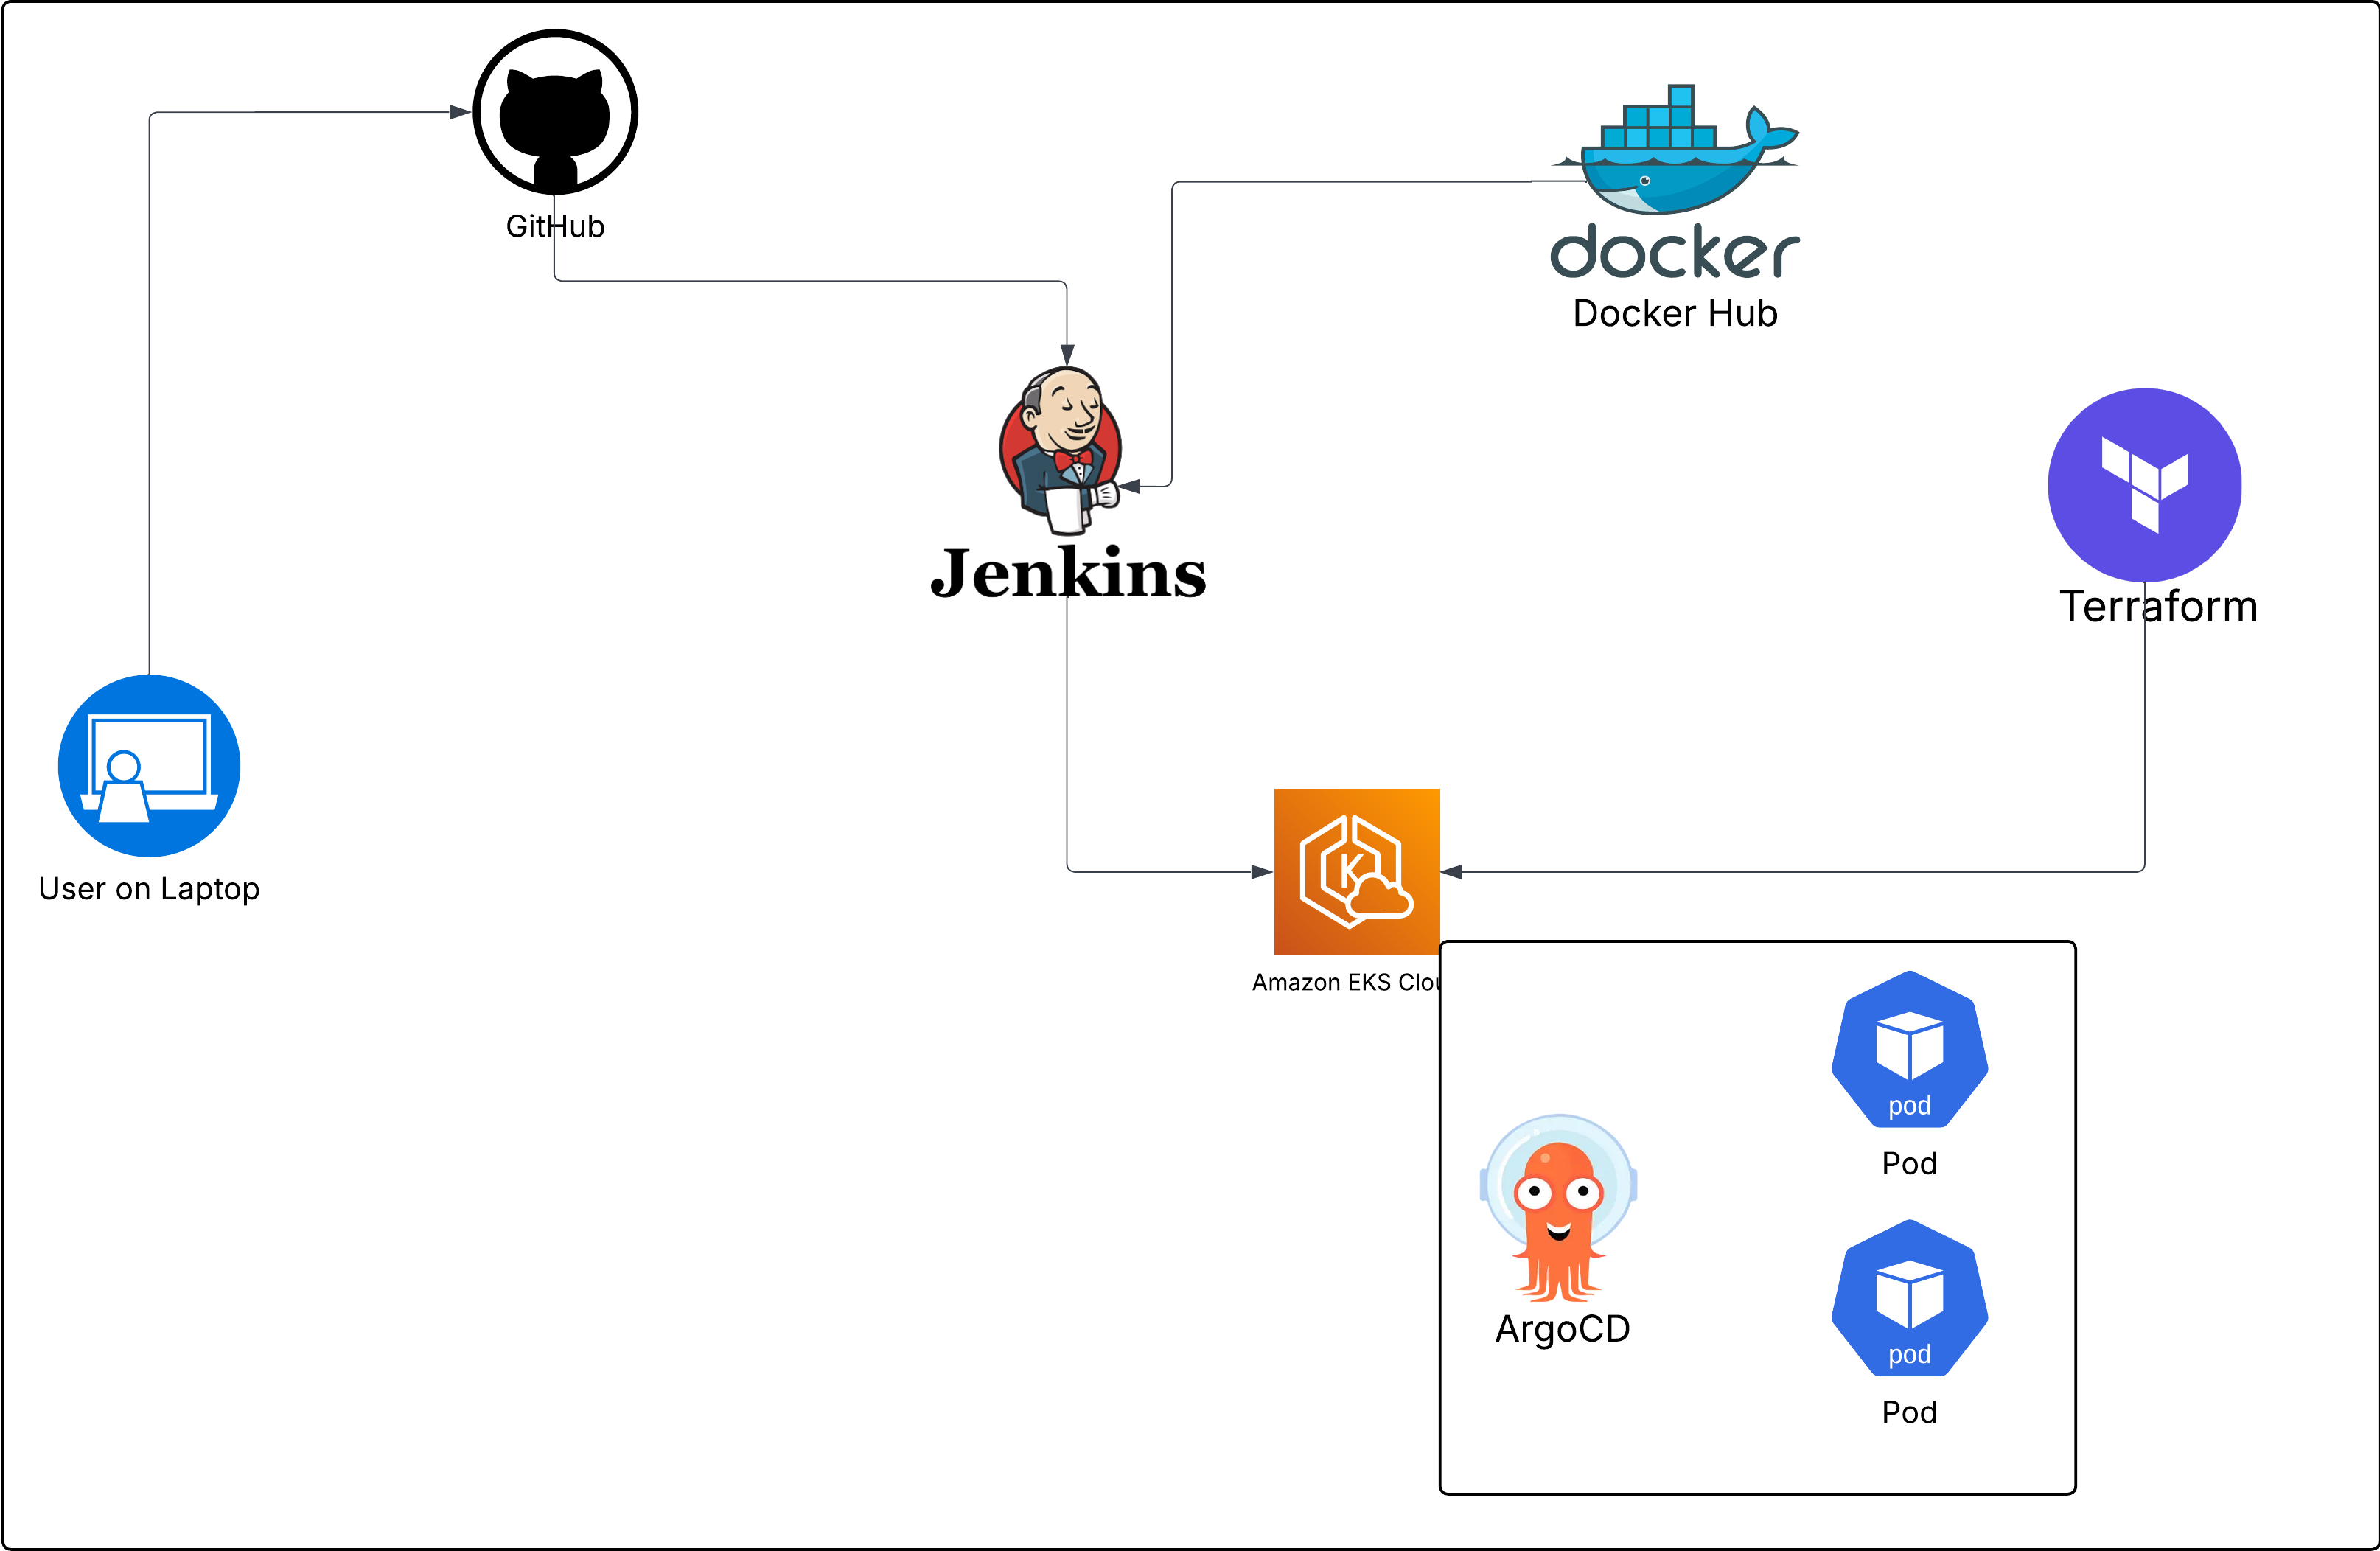 GitHub
docker
Docker Hub
Jenkins
Terraform
User on Laptop
K
Amazon EKS Clou
pod
Pod
ArgoCD
pod
Pod